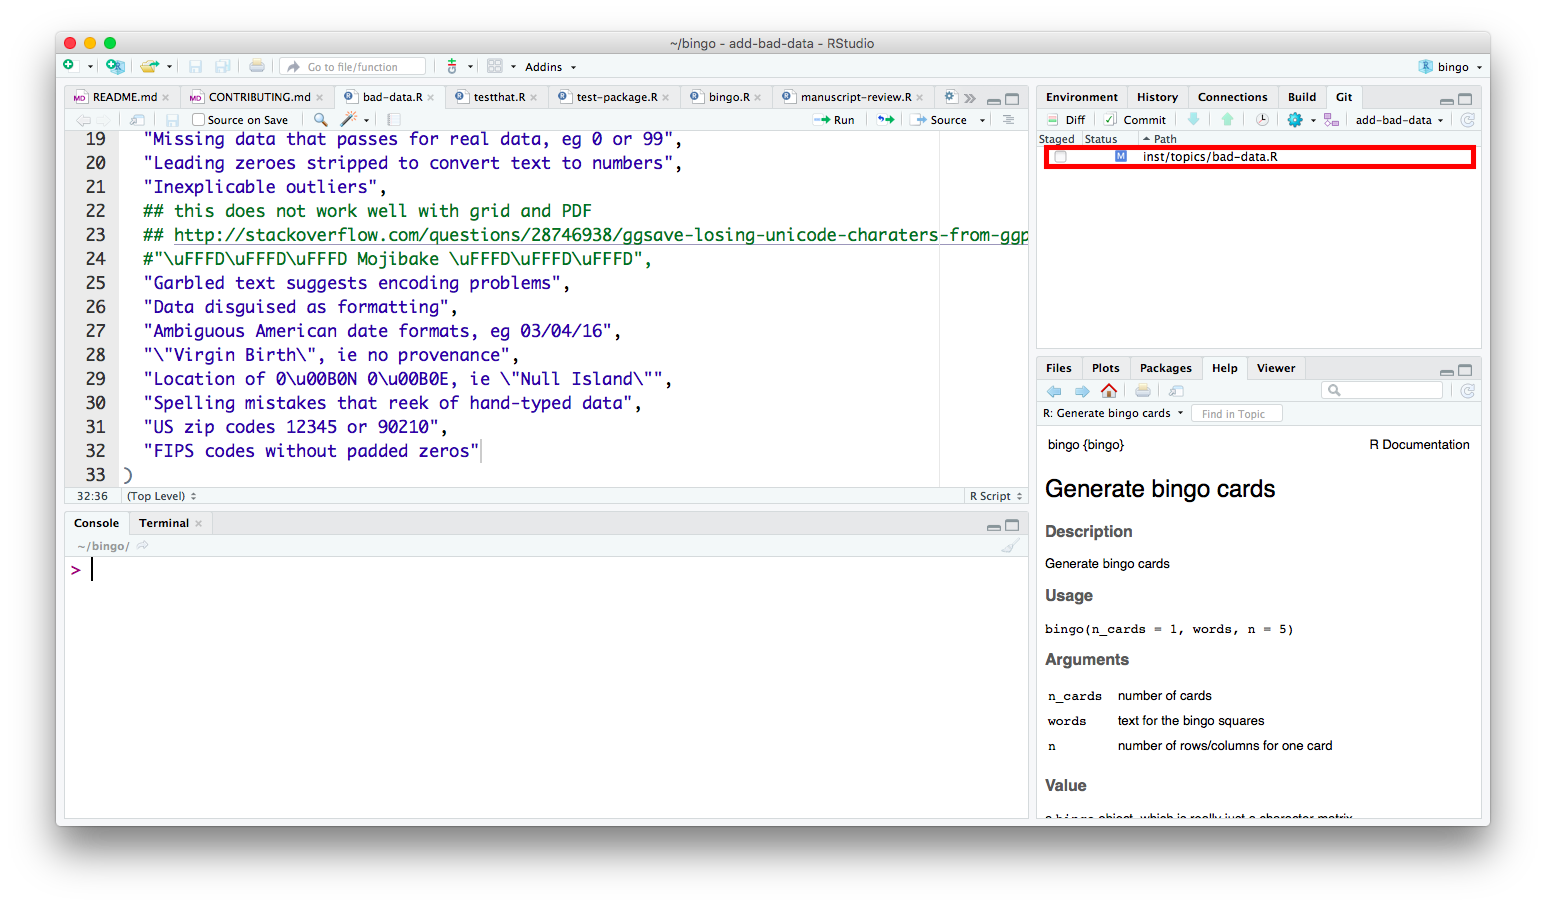 ~/bingo - add-bad-data - RStudio
Go to file/function
Addins
bingo
README.md
CONTRIBUTING.md
bad-data.R
testthat.R
test-package.R
bingo.R
manuscript-review.R
Source on Save
Run
Source
19 "Missing data that passes for real data, eg 0 or 99",
20 "Leading zeroes stripped to convert text to numbers",
21 "Inexplicable outliers",
22 ## this does not work well with grid and PDF
23 ## http://stackoverflow.com/questions/28746938/ggsave-losing-unicode-charaters-from-ggp
24 #"\uFFFD\uFFFD\uFFFD Mojibake \uFFFD\uFFFD\uFFFD",
25 "Garbled text suggests encoding problems",
26 "Data disguised as formatting",
27 "Ambiguous American date formats, eg 03/04/16",
28 "\"Virgin Birth\", ie no provenance",
29 "Location of 0\u00B0N 0\u00B0E, ie \"Null Island\"",
30 "Spelling mistakes that reek of hand-typed data",
31 "US zip codes 12345 or 90210",
32 "FIPS codes without padded zeros"
33 )
32:36 (Top Level) R Script
Console Terminal
~/bingo/
>
Environment History Connections Build Git
Diff Commit add-bad-data
Staged Status Path
M inst/topics/bad-data.R
Files Plots Packages Help Viewer
R: Generate bingo cards Find in Topic
bingo {bingo} R Documentation
Generate bingo cards
Description
Generate bingo cards
Usage
bingo(n_cards = 1, words, n = 5)
Arguments
n_cards number of cards
words text for the bingo squares
n number of rows/columns for one card
Value
a bingo object, which is really just a character matrix